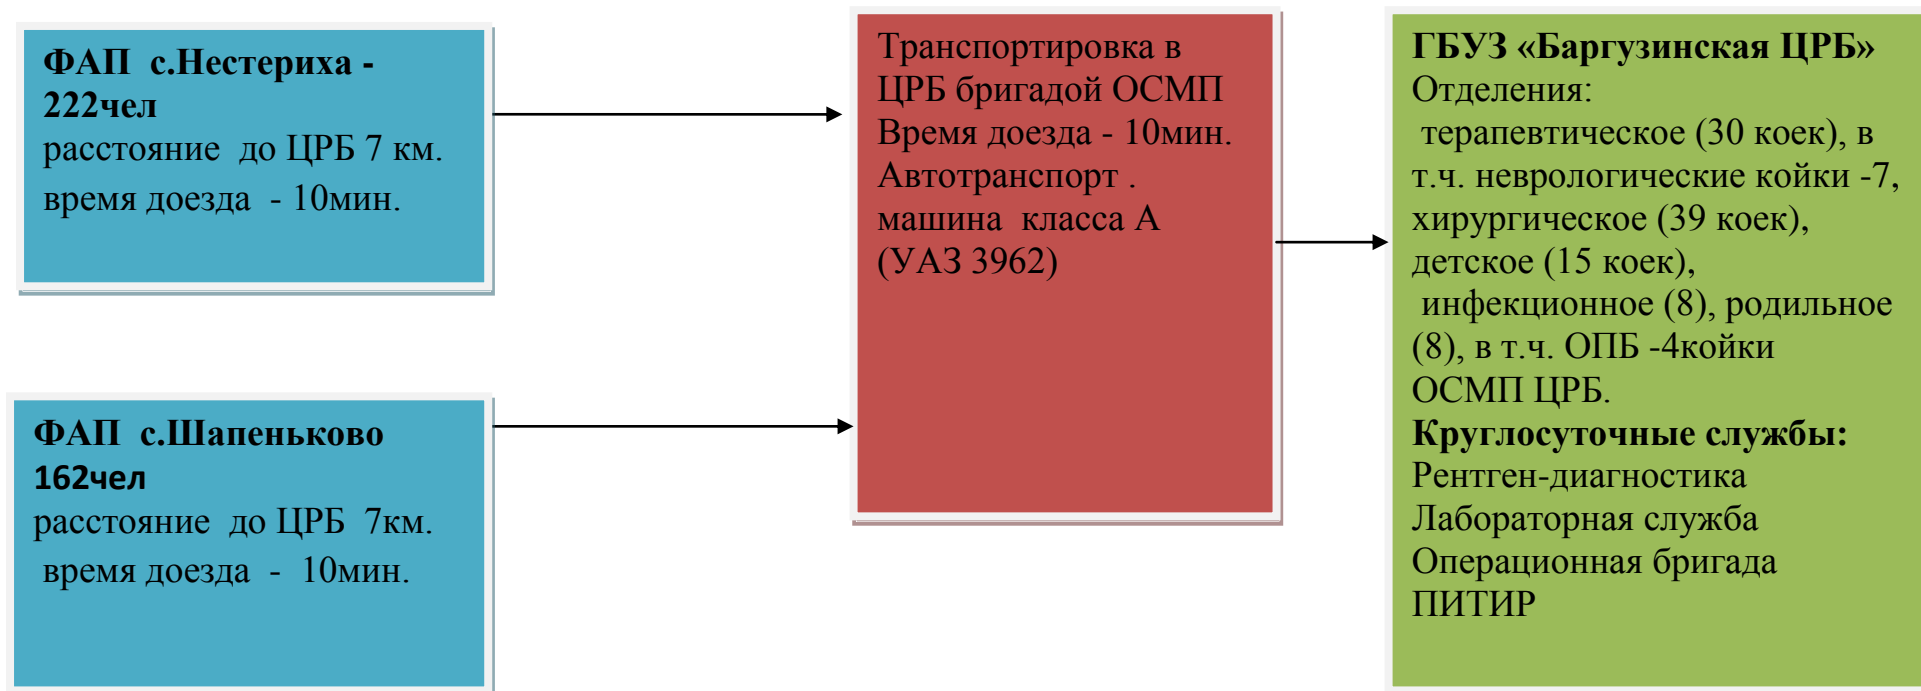 ФАП  с.Нестериха -
222чел
расстояние  до ЦРБ 7 км.
время доезда  - 10мин.
ФАП  с.Шапеньково
162чел
расстояние  до ЦРБ  7км.
время доезда  -  10мин.
Транспортировка в
ЦРБ бригадой ОСМП
Время доезда - 10мин.
Автотранспорт .
машина  класса А
(УАЗ 3962)
ГБУЗ «Баргузинская ЦРБ»
Отделения:
терапевтическое (30 коек), в
т.ч. неврологические койки -7,
хирургическое (39 коек),
детское (15 коек),
инфекционное (8), родильное
(8), в т.ч. ОПБ -4койки
ОСМП ЦРБ.
Круглосуточные службы:
Рентген-диагностика
Лабораторная служба
Операционная бригада
ПИТИР